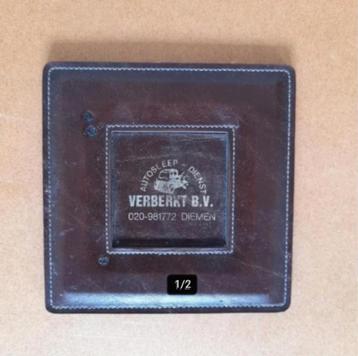 AUTOSLEEP - DIENST
VERBERKT B.V.
020-981772 DIEMEN
1/2